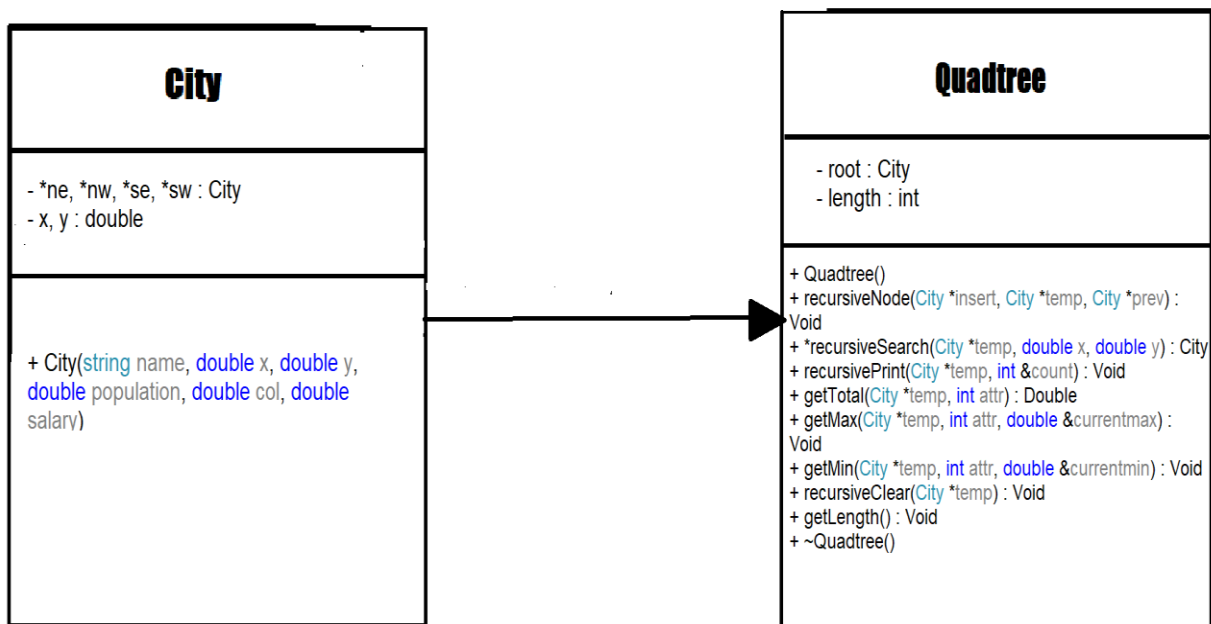 City
- *ne, *nw, *se, *sw : City
- x, y : double
+ City(string name, double x, double y,
double population, double col, double
salary)
Quadtree
- root : City
- length : int
+ Quadtree()
+ recursiveNode(City *insert, City *temp, City *prev) :
Void
+ *recursiveSearch(City *temp, double x, double y) : City
+ recursivePrint(City *temp, int &count) : Void
+ getTotal(City *temp, int attr) : Double
+ getMax(City *temp, int attr, double &currentmax) :
Void
+ getMin(City *temp, int attr, double &currentmin) : Void
+ recursiveClear(City *temp) : Void
+ getLength() : Void
+ ~Quadtree()